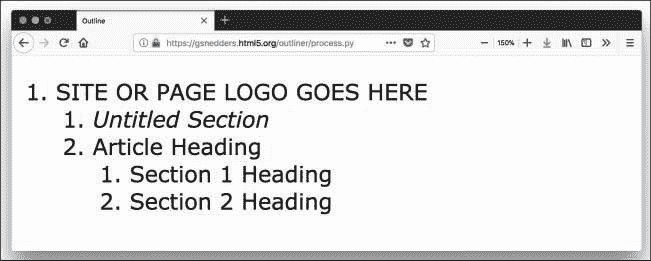 Outline
https://gsnedders.html5.org/outliner/process.py
150%
1. SITE OR PAGE LOGO GOES HERE
1. Untitled Section
2. Article Heading
1. Section 1 Heading
2. Section 2 Heading